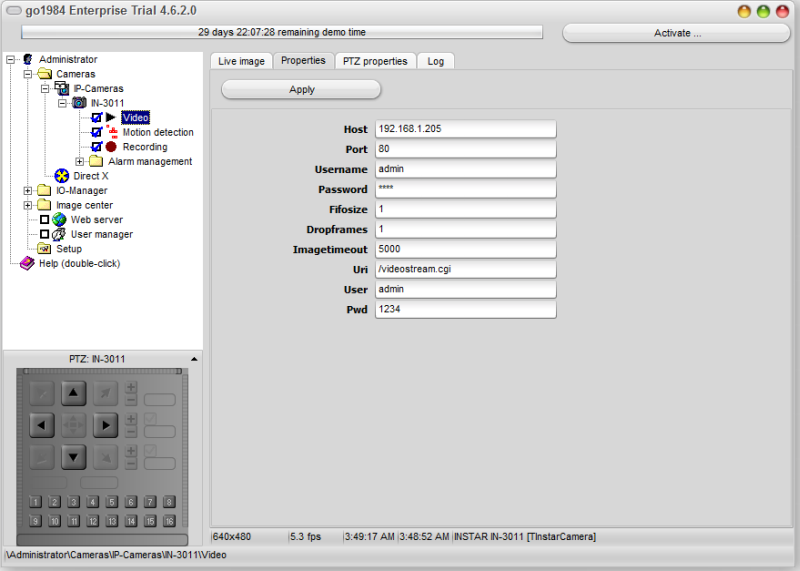 go1984 Enterprise Trial 4.6.2.0
29 days 22:07:28 remaining demo time
Activate ...
Administrator
Cameras
IP-Cameras
IN-3011
Video
Motion detection
Recording
Alarm management
Direct X
IO-Manager
Image center
Web server
User manager
Setup
Help (double-click)
Live image Properties PTZ properties Log
Apply
Host 192.168.1.205
Port 80
Username admin
Password ****
Fifosize 1
Dropframes 1
Imagetimeout 5000
Uri /videostream.cgi
User admin
Pwd 1234
PTZ: IN-3011
1 2 3 4 5 6 7 8
9 10 11 12 13 14 15 16
640x480 5.3 fps 3:49:17 AM 3:48:52 AM INSTAR IN-3011 [TInstarCamera]
\Administrator\Cameras\IP-Cameras\IN-3011\Video